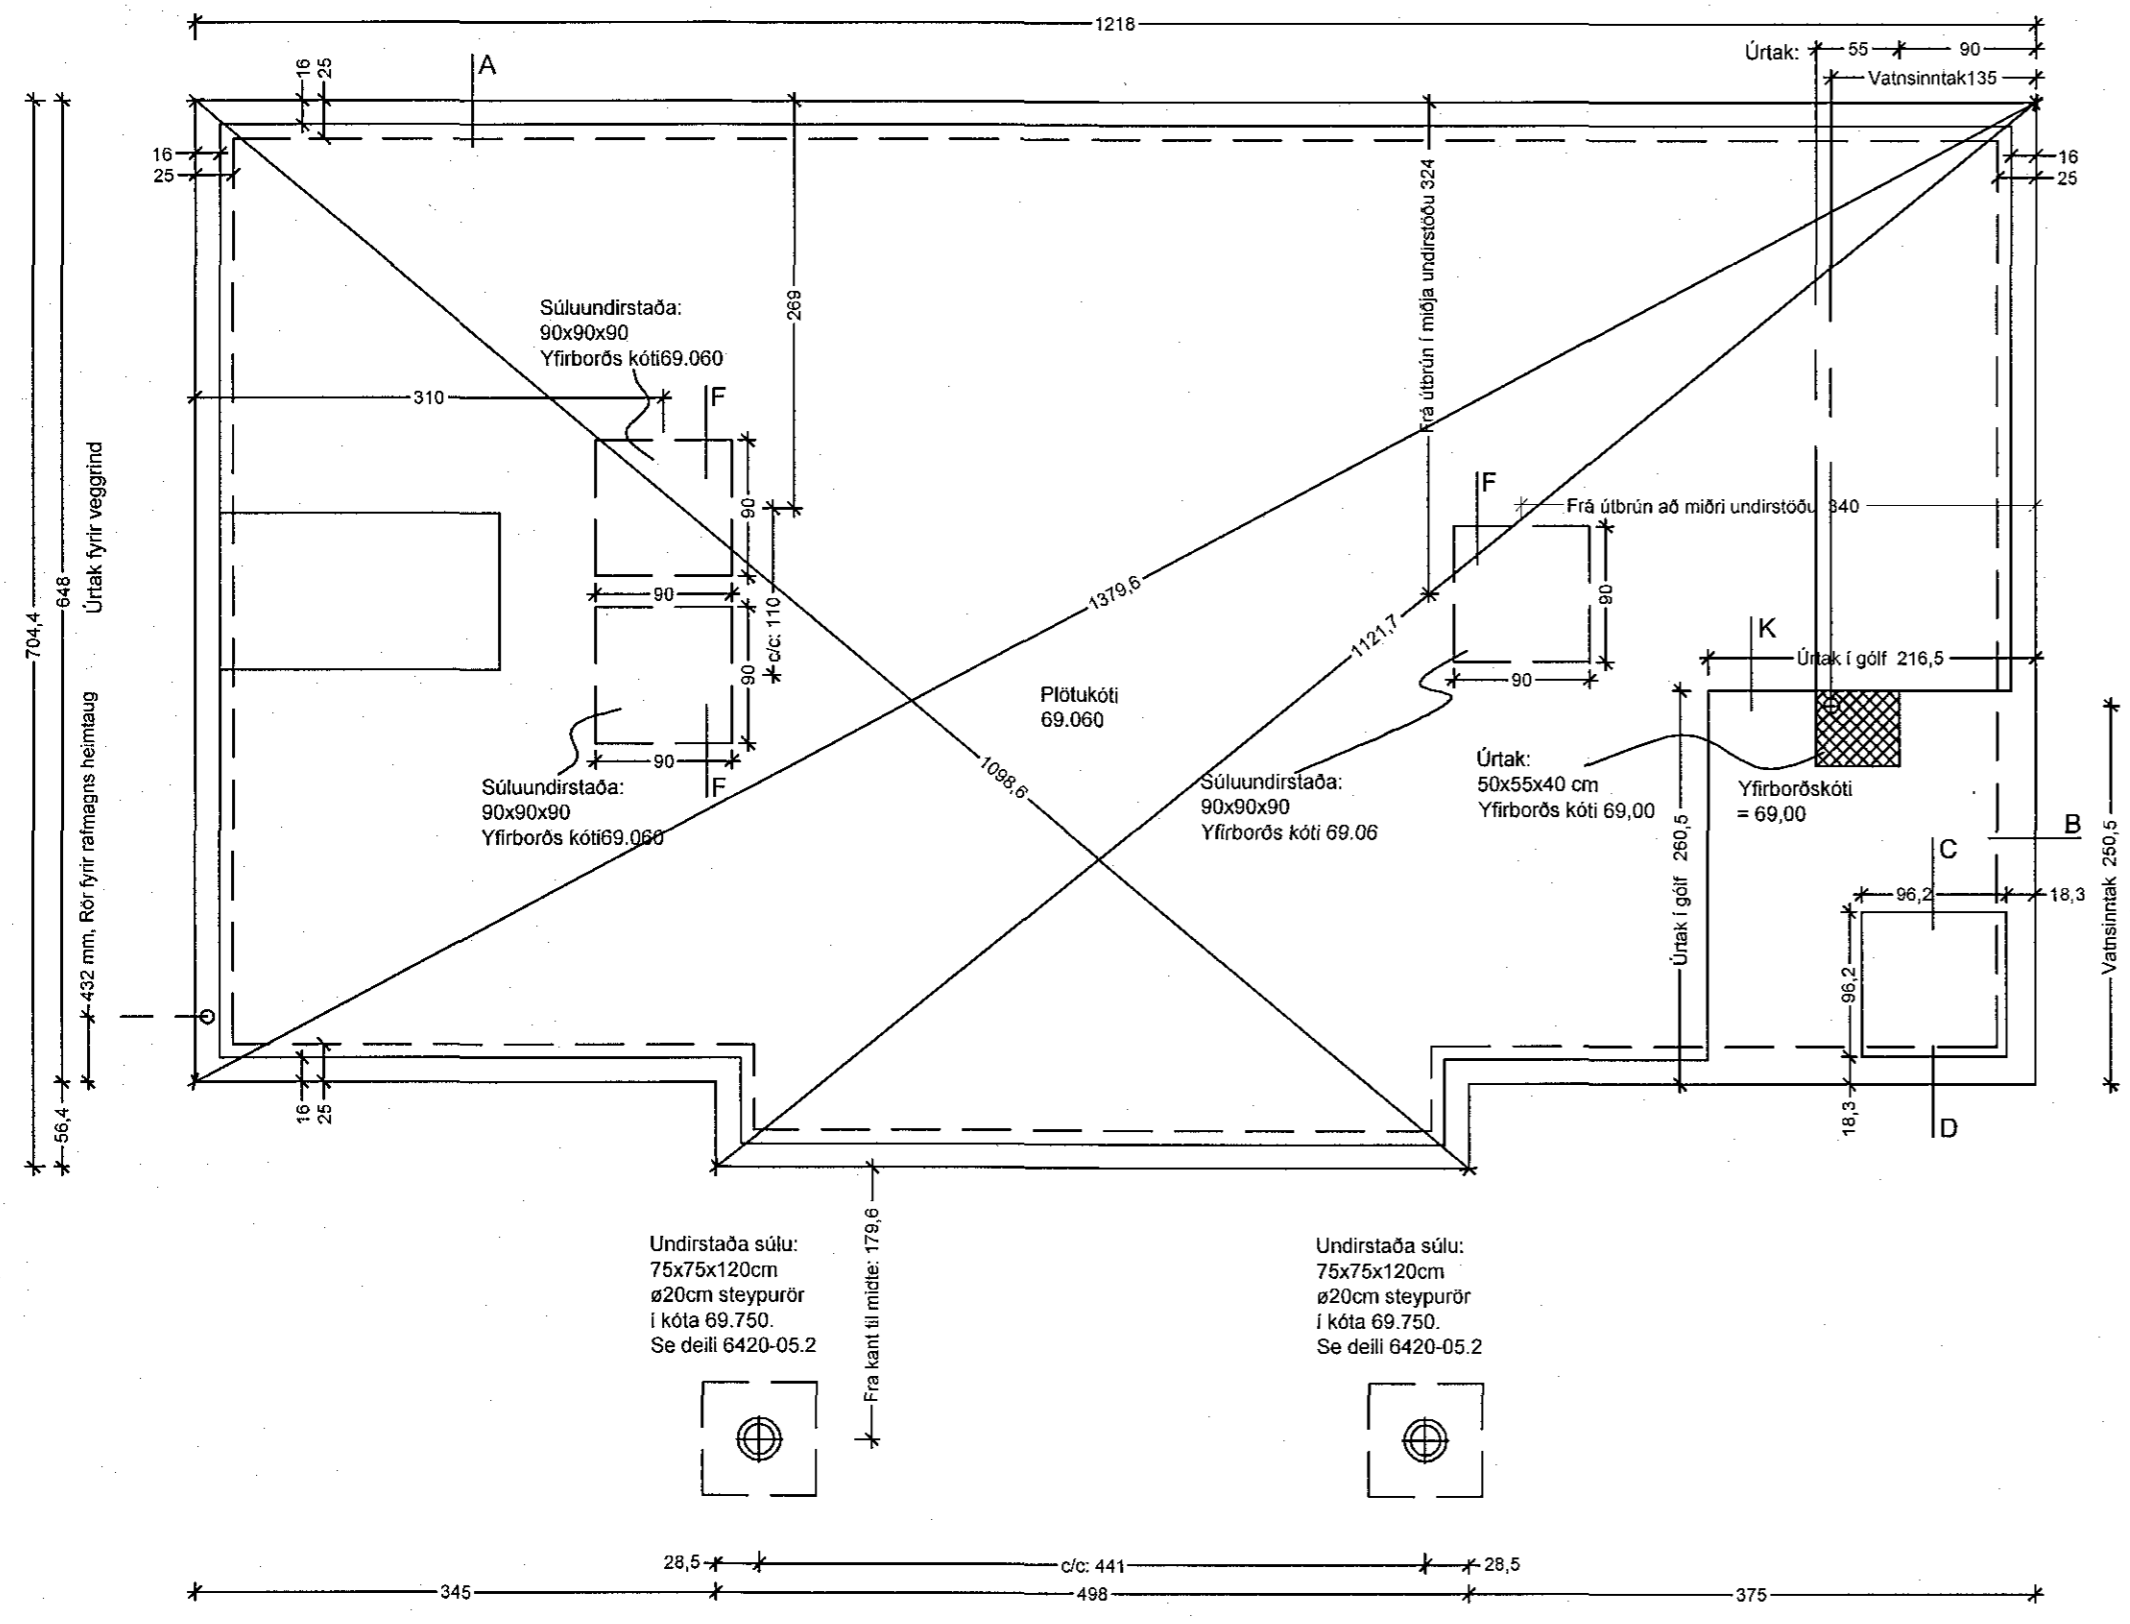 1218
Úrtak: 55 90
Vatnsinntak135
16
25
A
16
25
16
25
Súluundirstaða:
90x90x90
Yfirborðs kóti69.060
269
Frá útbrún í miðja undirstöðu 324
310
F
F
Frá útbrún að miðri undirstöðu 340
90
90
90
90
c/c: 110
90
90
Úrtak fyrir veggrind
648
704,4
1379,6
1121,7
1098,6
K
Úrtak í gólf 216,5
Plötukóti
69.060
Súluundirstaða:
90x90x90
Yfirborðs kóti69.060
F
Súluundirstaða:
90x90x90
Yfirborðs kóti 69.06
Úrtak:
50x55x40 cm
Yfirborðs kóti 69,00
Yfirborðskóti
= 69,00
Úrtak í gólf 260,5
B
C
96,2
18,3
96,2
18,3
D
Vatnsinntak 250,5
432 mm, Rör fyrir rafmagns heimtaug
56,4
16
25
Fra kant til midte: 179,6
Undirstaða súlu:
75x75x120cm
ø20cm steypurör
í kóta 69.750.
Se deili 6420-05.2
Undirstaða súlu:
75x75x120cm
ø20cm steypurör
í kóta 69.750.
Se deili 6420-05.2
28,5
c/c: 441
28,5
345
498
375